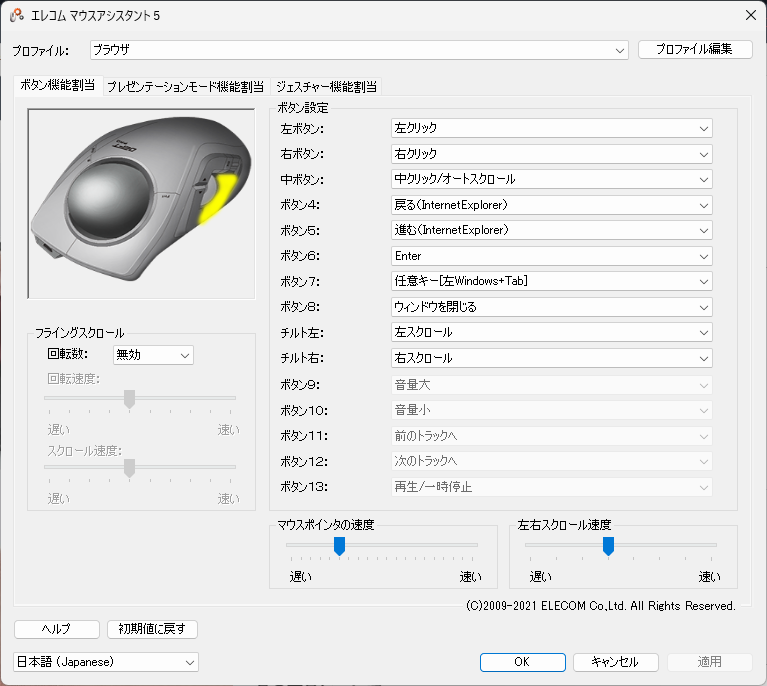 エレコム マウスアシスタント 5
プロファイル: ブラウザ プロファイル編集
ボタン機能割当 プレゼンテーションモード機能割当 ジェスチャー機能割当
ボタン設定
左ボタン: 左クリック
右ボタン: 右クリック
中ボタン: 中クリック/オートスクロール
ボタン4: 戻る(InternetExplorer)
ボタン5: 進む(InternetExplorer)
ボタン6: Enter
ボタン7: 任意キー[左Windows+Tab]
ボタン8: ウィンドウを閉じる
チルト左: 左スクロール
チルト右: 右スクロール
ボタン9: 音量大
ボタン10: 音量小
ボタン11: 前のトラックへ
ボタン12: 次のトラックへ
ボタン13: 再生/一時停止
フライングスクロール
回転数: 無効
回転速度:
遅い 速い
スクロール速度:
遅い 速い
マウスポインタの速度
遅い 速い
左右スクロール速度
遅い 速い
(C)2009-2021 ELECOM Co.,Ltd. All Rights Reserved.
ヘルプ 初期値に戻す
日本語 (Japanese) OK キャンセル 適用